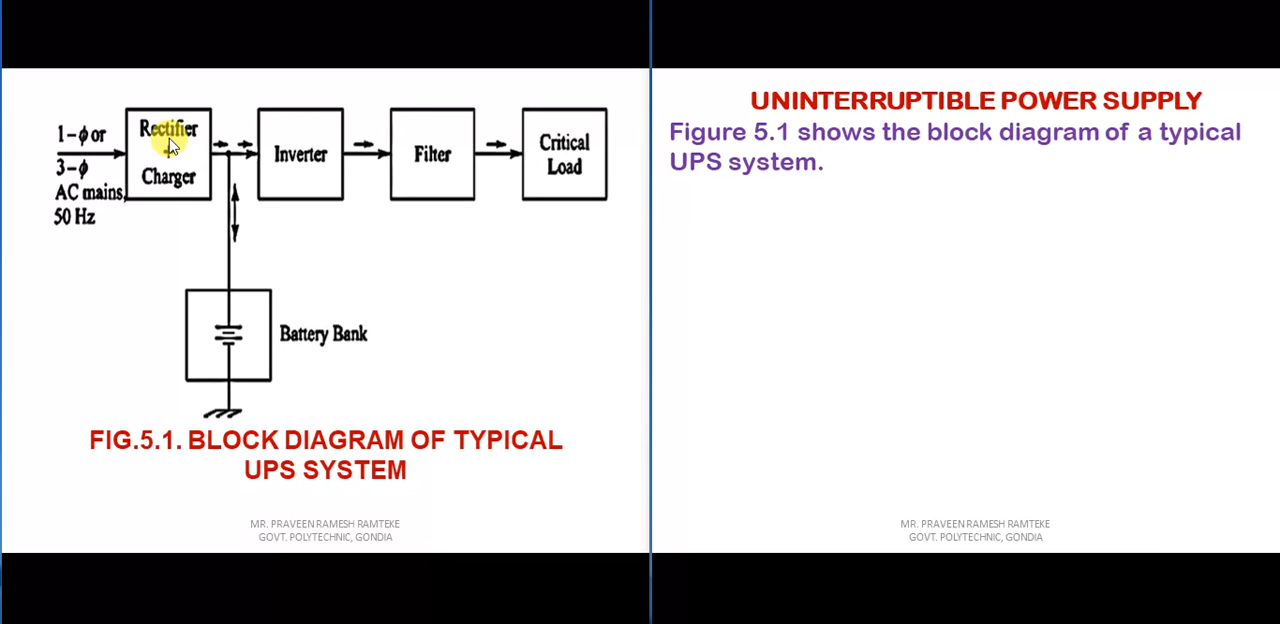 1-ϕ or
3-ϕ
AC mains,
50 Hz
Rectifier
+
Charger
Inverter
Filter
Critical
Load
Battery Bank
FIG.5.1. BLOCK DIAGRAM OF TYPICAL
UPS SYSTEM
MR. PRAVEEN RAMESH RAMTEKE
GOVT. POLYTECHNIC, GONDIA
UNINTERRUPTIBLE POWER SUPPLY
Figure 5.1 shows the block diagram of a typical
UPS system.
MR. PRAVEEN RAMESH RAMTEKE
GOVT. POLYTECHNIC, GONDIA